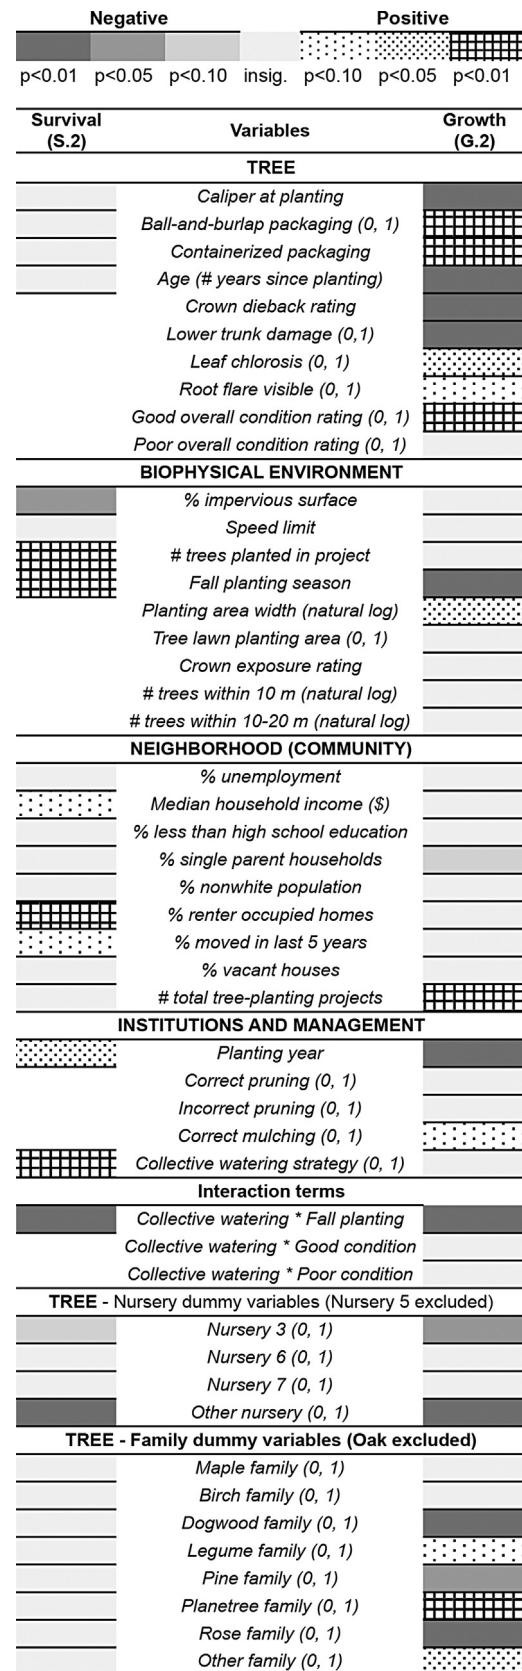 Negative Positive
p<0.01 p<0.05 p<0.10 insig. p<0.10 p<0.05 p<0.01
Survival (S.2) Variables Growth (G.2)
TREE
Caliper at planting
Ball-and-burlap packaging (0, 1)
Containerized packaging
Age (# years since planting)
Crown dieback rating
Lower trunk damage (0,1)
Leaf chlorosis (0, 1)
Root flare visible (0, 1)
Good overall condition rating (0, 1)
Poor overall condition rating (0, 1)
BIOPHYSICAL ENVIRONMENT
% impervious surface
Speed limit
# trees planted in project
Fall planting season
Planting area width (natural log)
Tree lawn planting area (0, 1)
Crown exposure rating
# trees within 10 m (natural log)
# trees within 10-20 m (natural log)
NEIGHBORHOOD (COMMUNITY)
% unemployment
Median household income ($)
% less than high school education
% single parent households
% nonwhite population
% renter occupied homes
% moved in last 5 years
% vacant houses
# total tree-planting projects
INSTITUTIONS AND MANAGEMENT
Planting year
Correct pruning (0, 1)
Incorrect pruning (0, 1)
Correct mulching (0, 1)
Collective watering strategy (0, 1)
Interaction terms
Collective watering * Fall planting
Collective watering * Good condition
Collective watering * Poor condition
TREE - Nursery dummy variables (Nursery 5 excluded)
Nursery 3 (0, 1)
Nursery 6 (0, 1)
Nursery 7 (0, 1)
Other nursery (0, 1)
TREE - Family dummy variables (Oak excluded)
Maple family (0, 1)
Birch family (0, 1)
Dogwood family (0, 1)
Legume family (0, 1)
Pine family (0, 1)
Planetree family (0, 1)
Rose family (0, 1)
Other family (0, 1)